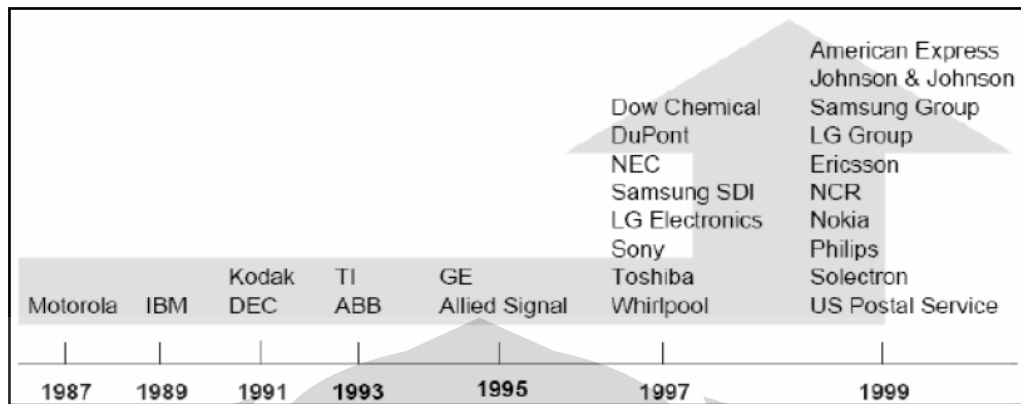 American Express
Johnson & Johnson
Dow Chemical Samsung Group
DuPont LG Group
NEC Ericsson
Samsung SDI NCR
LG Electronics Nokia
Sony Philips
Kodak TI GE Toshiba Solectron
Motorola IBM DEC ABB Allied Signal Whirlpool US Postal Service
1987 1989 1991 1993 1995 1997 1999